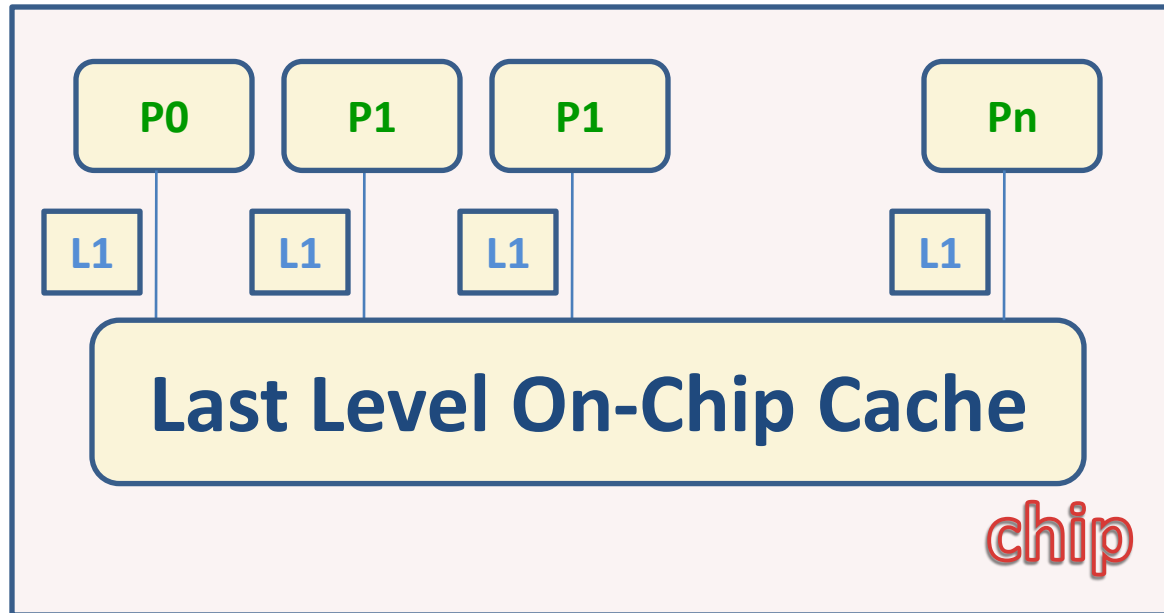 P0 P1 P1 Pn
L1 L1 L1 L1
Last Level On-Chip Cache
chip